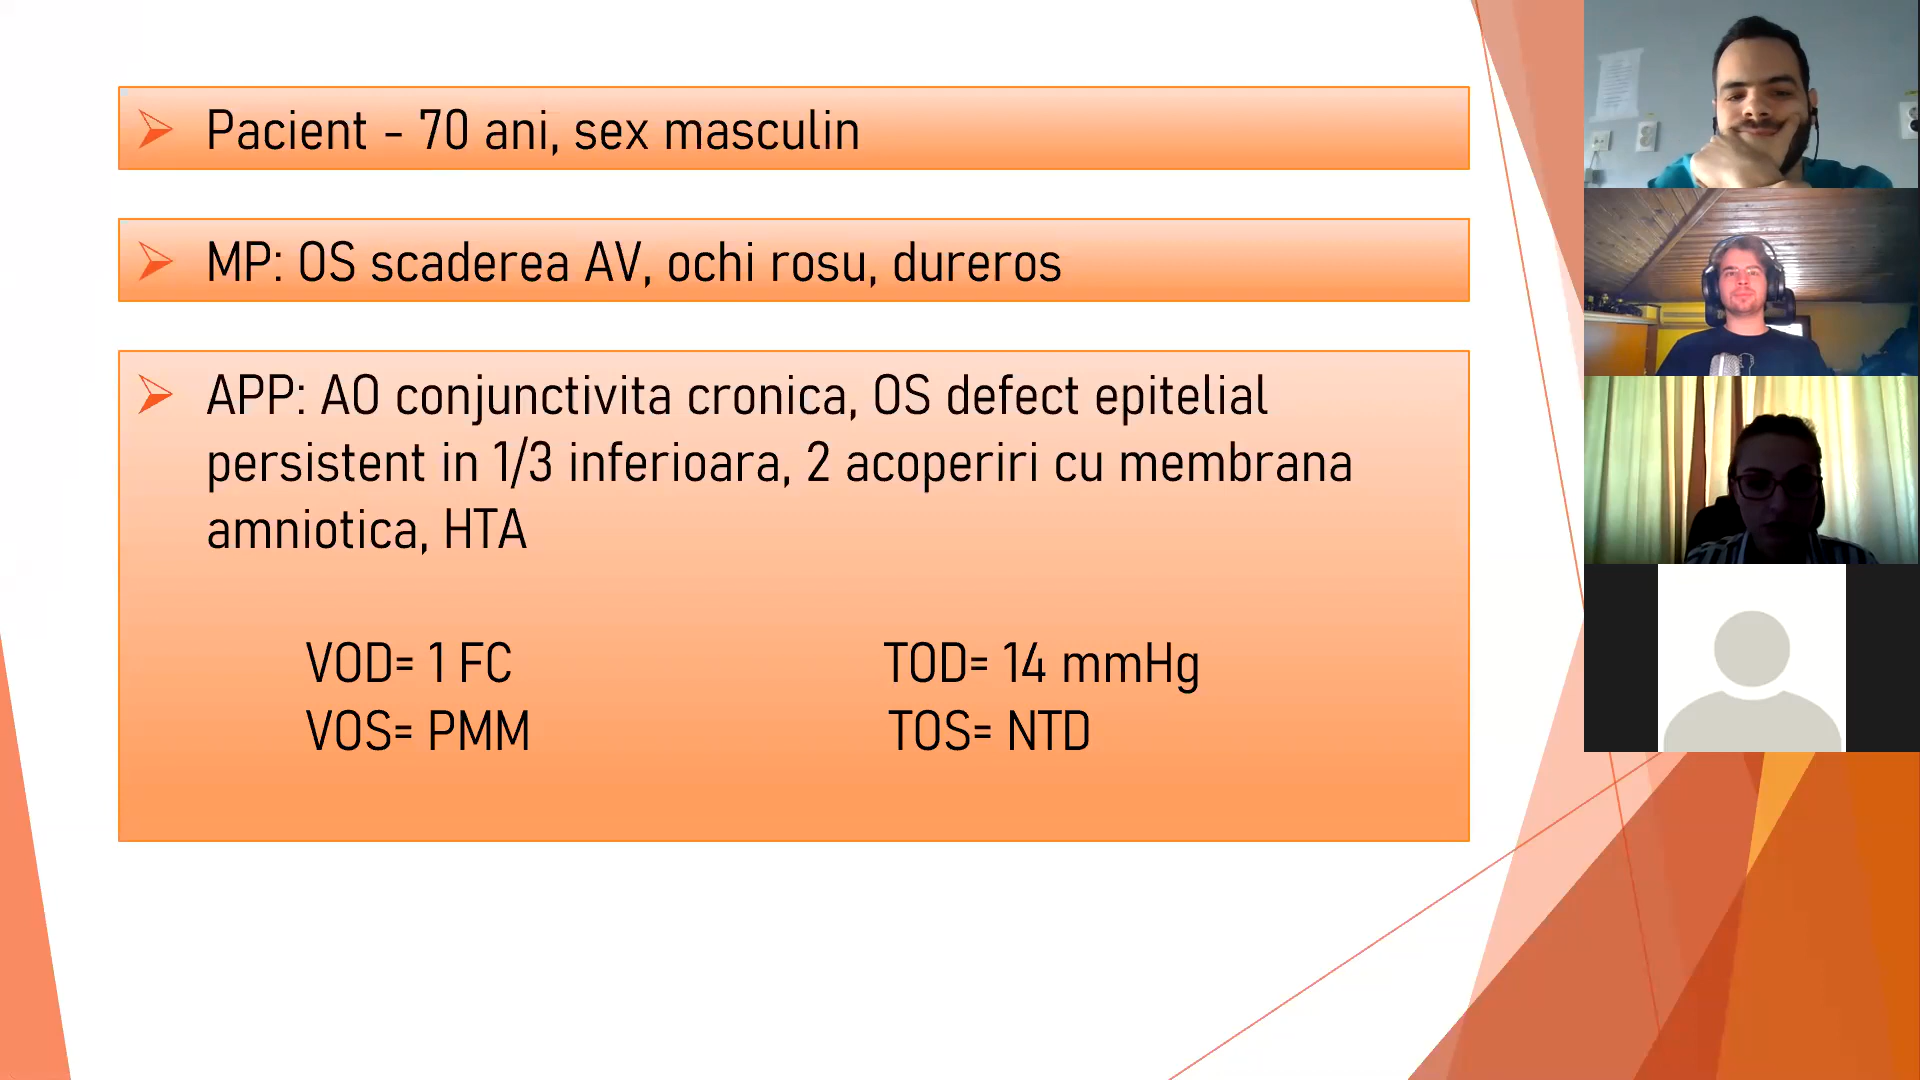 Pacient - 70 ani, sex masculin
MP: OS scaderea AV, ochi rosu, dureros
APP: AO conjunctivita cronica, OS defect epitelial
persistent in 1/3 inferioara, 2 acoperiri cu membrana
amniotica, HTA
VOD= 1 FC TOD= 14 mmHg
VOS= PMM TOS= NTD